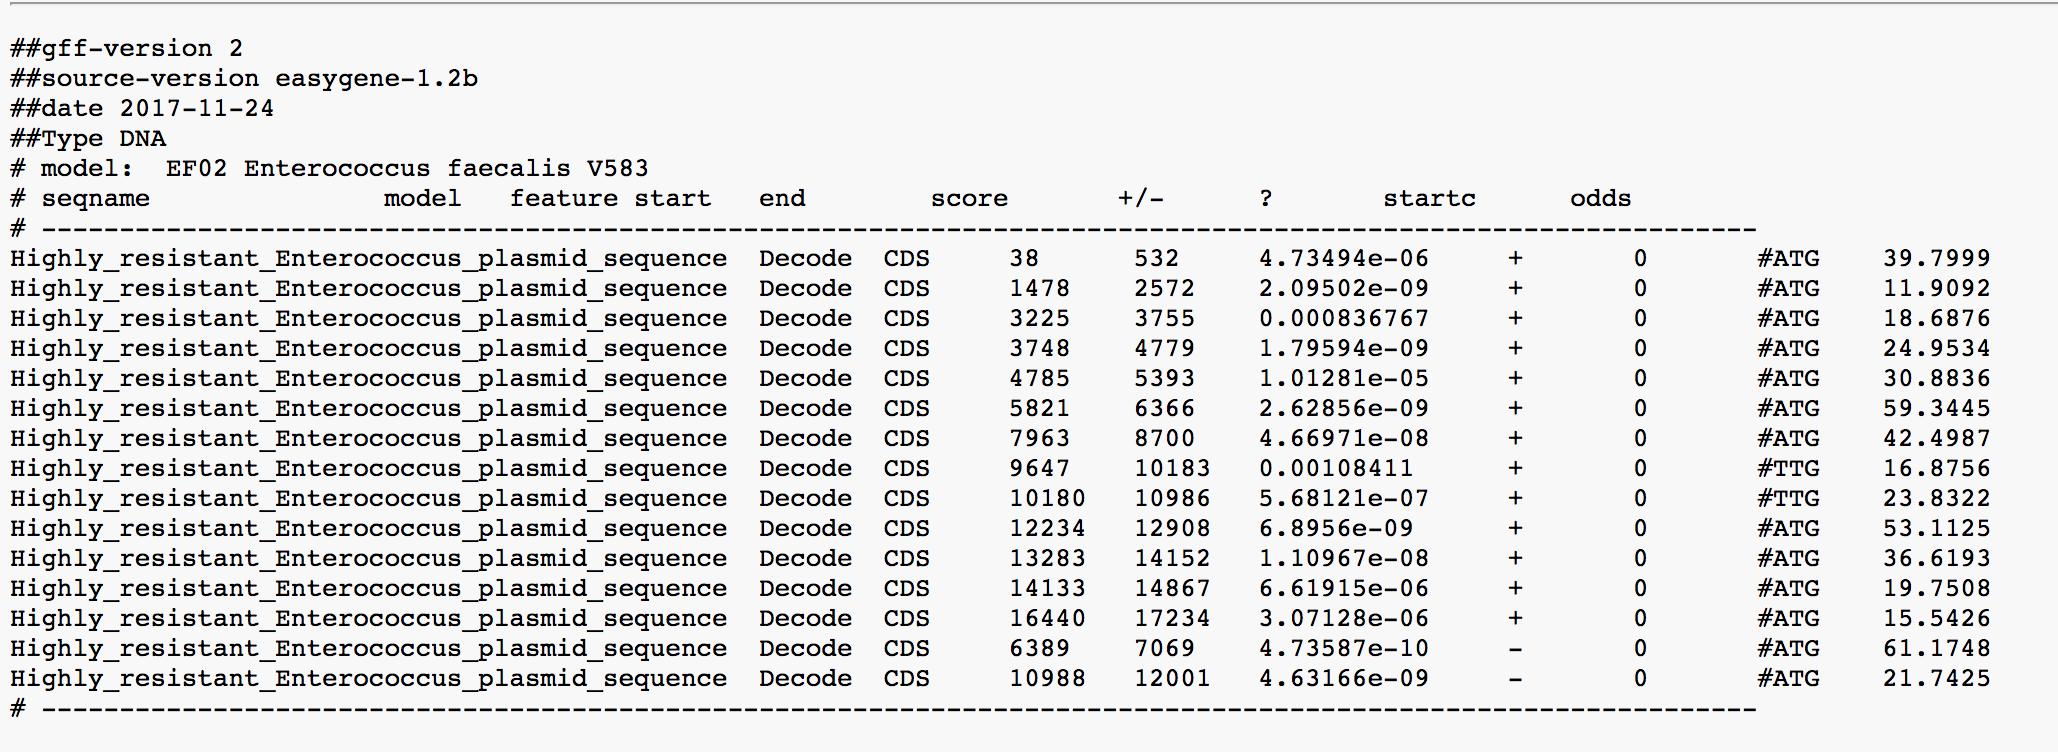 ##gff-version 2
##source-version easygene-1.2b
##date 2017-11-24
##Type DNA
# model:  EF02 Enterococcus faecalis V583
# seqname               model   feature start   end        score       +/-      ?       startc      odds
# --------------------------------------------------------------------------------------------------------------
Highly_resistant_Enterococcus_plasmid_sequence  Decode  CDS     38      532     4.73494e-06     +       0       #ATG    39.7999
Highly_resistant_Enterococcus_plasmid_sequence  Decode  CDS     1478    2572    2.09502e-09     +       0       #ATG    11.9092
Highly_resistant_Enterococcus_plasmid_sequence  Decode  CDS     3225    3755    0.000836767     +       0       #ATG    18.6876
Highly_resistant_Enterococcus_plasmid_sequence  Decode  CDS     3748    4779    1.79594e-09     +       0       #ATG    24.9534
Highly_resistant_Enterococcus_plasmid_sequence  Decode  CDS     4785    5393    1.01281e-05     +       0       #ATG    30.8836
Highly_resistant_Enterococcus_plasmid_sequence  Decode  CDS     5821    6366    2.62856e-09     +       0       #ATG    59.3445
Highly_resistant_Enterococcus_plasmid_sequence  Decode  CDS     7963    8700    4.66971e-08     +       0       #ATG    42.4987
Highly_resistant_Enterococcus_plasmid_sequence  Decode  CDS     9647    10183   0.00108411      +       0       #TTG    16.8756
Highly_resistant_Enterococcus_plasmid_sequence  Decode  CDS     10180   10986   5.68121e-07     +       0       #TTG    23.8322
Highly_resistant_Enterococcus_plasmid_sequence  Decode  CDS     12234   12908   6.8956e-09      +       0       #ATG    53.1125
Highly_resistant_Enterococcus_plasmid_sequence  Decode  CDS     13283   14152   1.10967e-08     +       0       #ATG    36.6193
Highly_resistant_Enterococcus_plasmid_sequence  Decode  CDS     14133   14867   6.61915e-06     +       0       #ATG    19.7508
Highly_resistant_Enterococcus_plasmid_sequence  Decode  CDS     16440   17234   3.07128e-06     +       0       #ATG    15.5426
Highly_resistant_Enterococcus_plasmid_sequence  Decode  CDS     6389    7069    4.73587e-10     -       0       #ATG    61.1748
Highly_resistant_Enterococcus_plasmid_sequence  Decode  CDS     10988   12001   4.63166e-09     -       0       #ATG    21.7425
# --------------------------------------------------------------------------------------------------------------